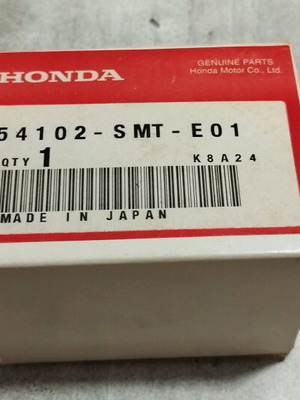 GENUINE PARTS
Honda Motor Co., Ltd.
HONDA
54102-SMT-E01
QTY 1 K8A24
MADE IN JAPAN